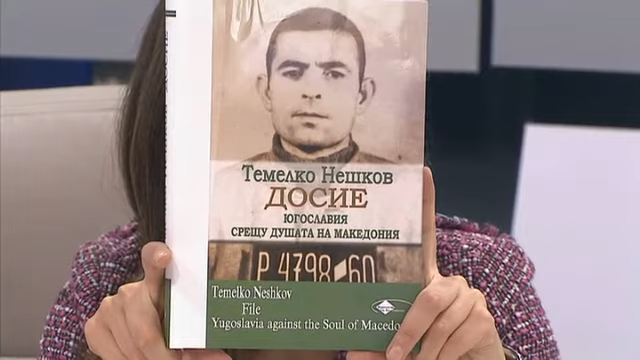 Темелко Нешков
ДОСИЕ
ЮГОСЛАВИЯ
СРЕЩУ ДУШАТА НА МАКЕДОНИЯ
Р 4798 60
Temelko Neshkov
File
Yugoslavia against the Soul of Macedo